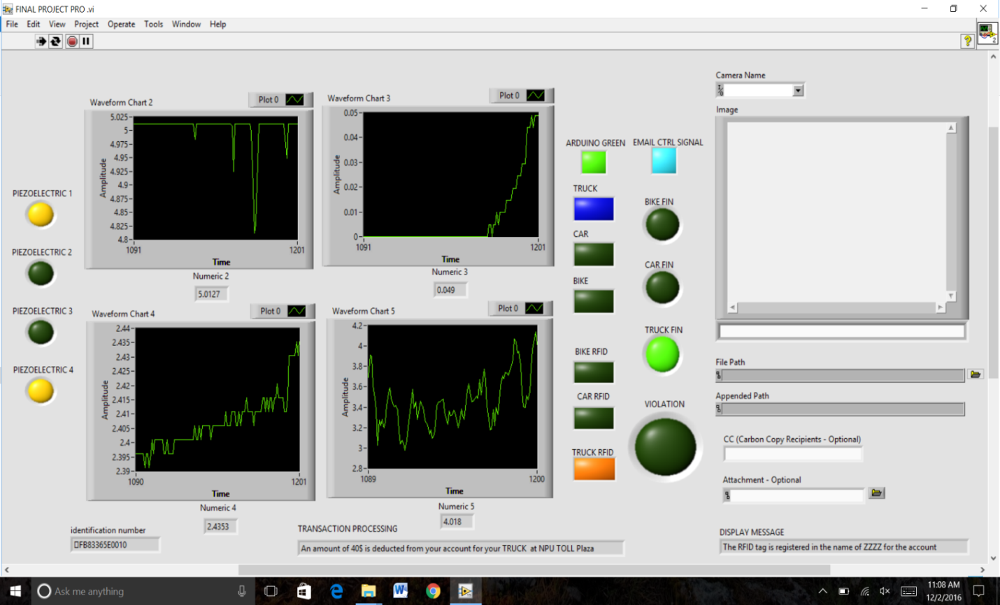 FINAL PROJECT PRO .vi
File Edit View Project Operate Tools Window Help
2
Waveform Chart 2
Plot 0
5.025
5
4.975
4.95
4.925
4.9
4.875
4.85
4.825
4.8
Amplitude
1091
1201
Time
Numeric 2
5.0127
Waveform Chart 3
Plot 0
0.05
0.04
0.03
0.02
0.01
0
Amplitude
1091
1201
Time
Numeric 3
0.049
PIEZOELECTRIC 1
PIEZOELECTRIC 2
PIEZOELECTRIC 3
PIEZOELECTRIC 4
Waveform Chart 4
Plot 0
2.44
2.435
2.43
2.425
2.42
2.415
2.41
2.405
2.4
2.395
2.39
Amplitude
1090
1201
Time
Numeric 4
2.4353
Waveform Chart 5
Plot 0
4.2
4
3.8
3.6
3.4
3.2
3
2.8
Amplitude
1089
1200
Time
Numeric 5
4.018
ARDUINO GREEN
EMAIL CTRL SIGNAL
TRUCK
CAR
BIKE
BIKE RFID
CAR RFID
TRUCK RFID
BIKE FIN
CAR FIN
TRUCK FIN
VIOLATION
Camera Name
Image
File Path
Appended Path
CC (Carbon Copy Recipients - Optional)
Attachment - Optional
identification number
□FB83365E0010
TRANSACTION PROCESSING
An amount of 40$ is deducted from your account for your TRUCK at NPU TOLL Plaza
DISPLAY MESSAGE
The RFID tag is registered in the name of ZZZZ for the account
Ask me anything
11:08 AM
12/2/2016